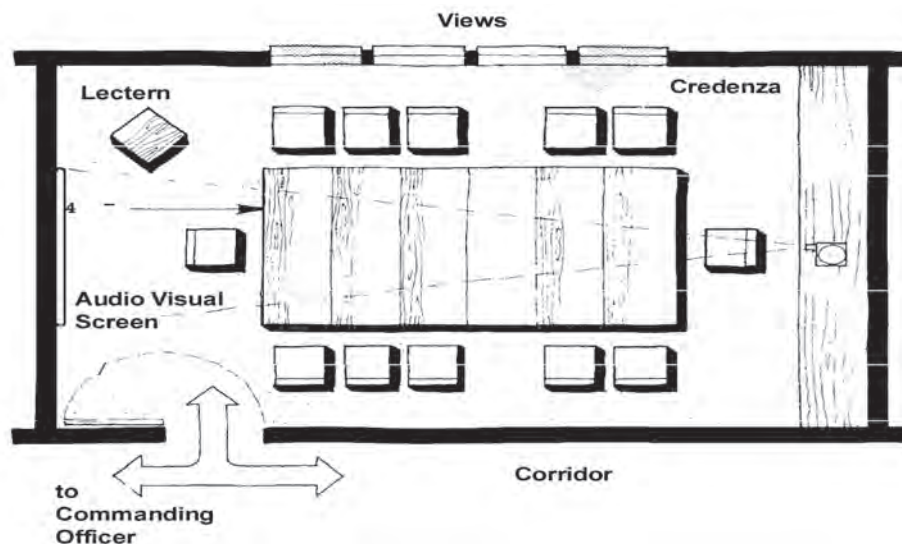 Views
Lectern
Credenza
4
Audio Visual
Screen
Corridor
to
Commanding
Officer